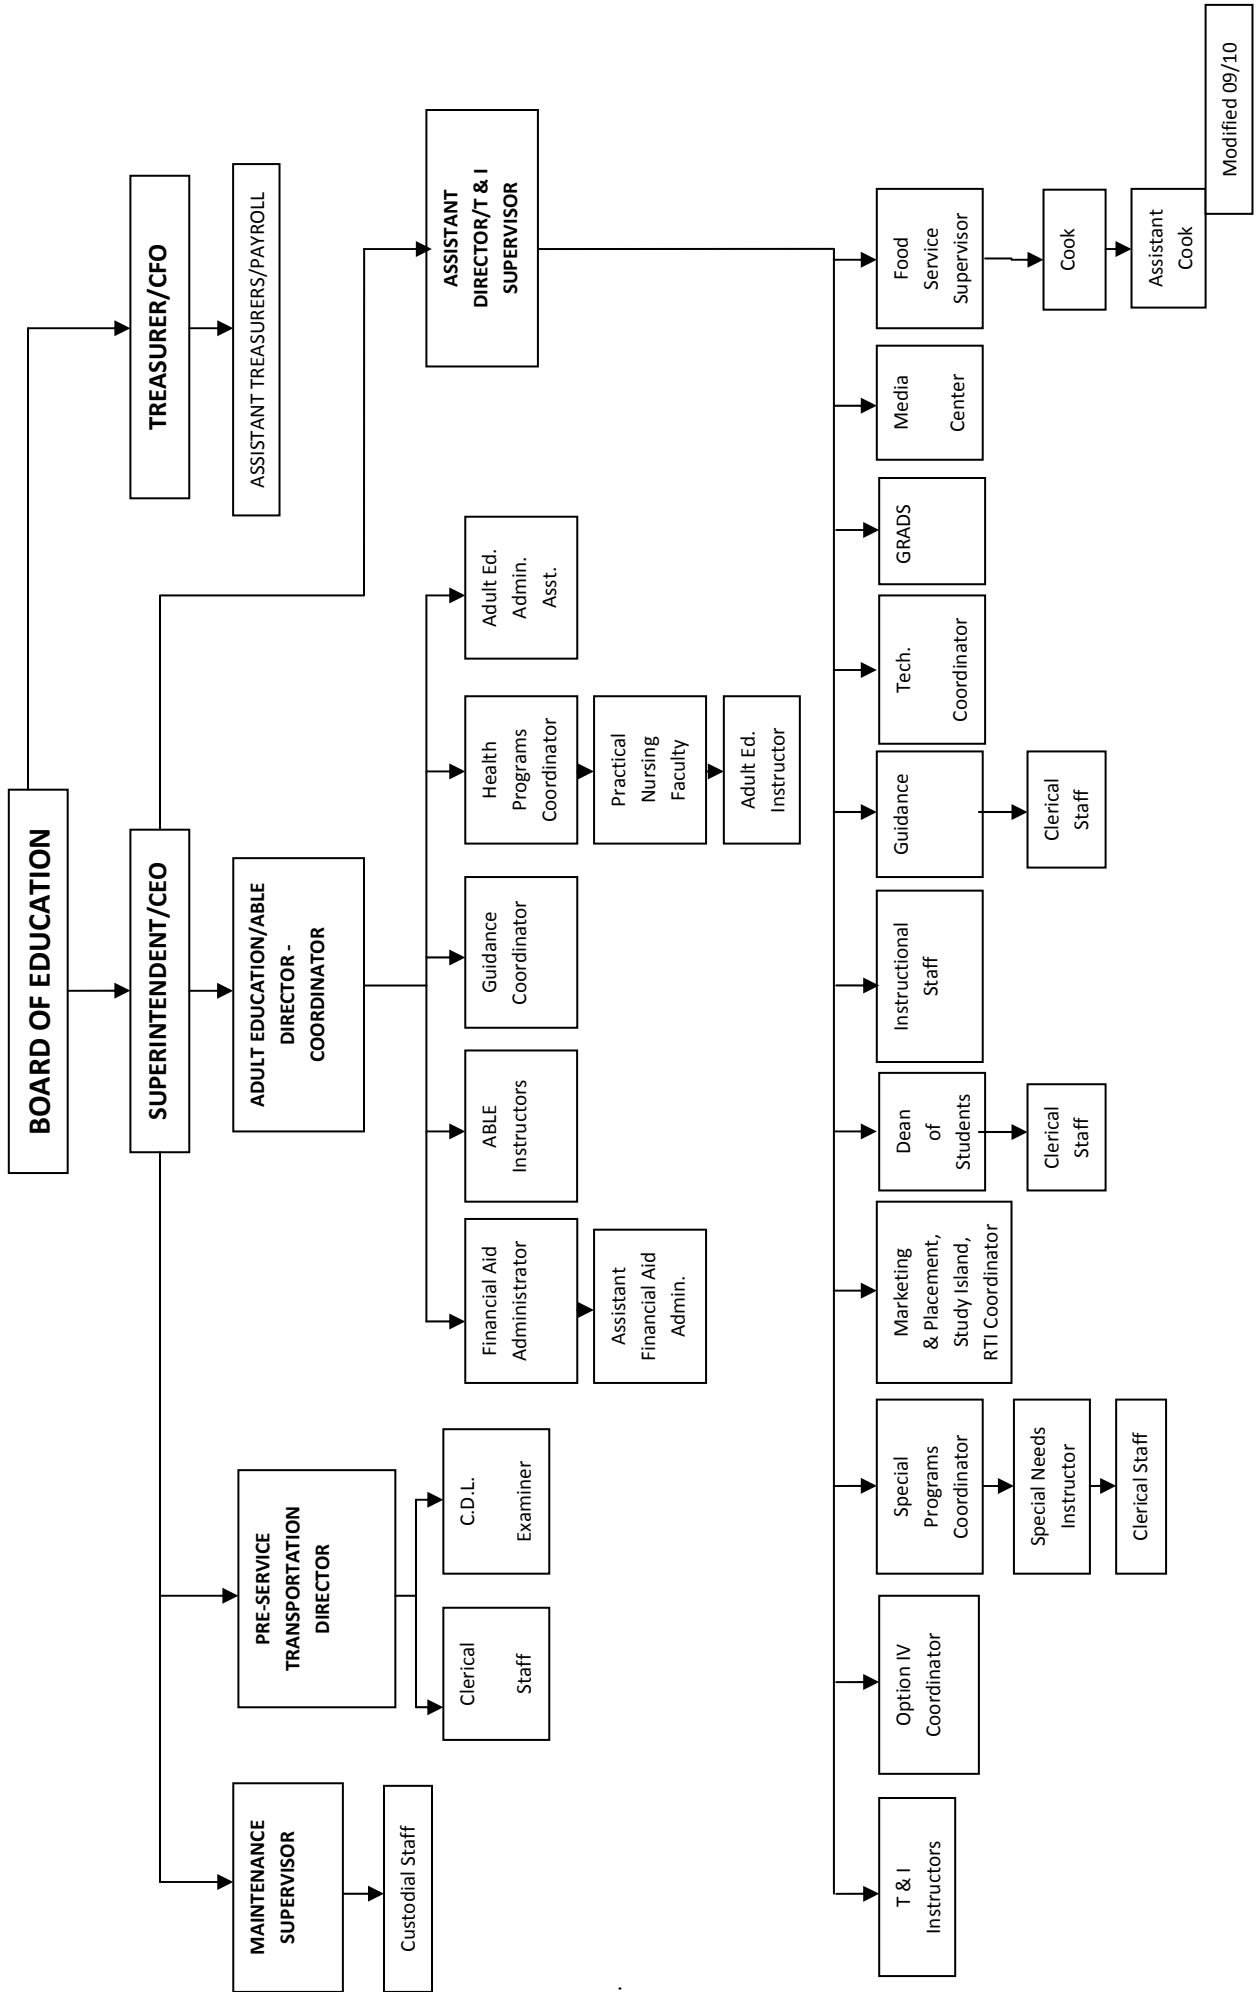 BOARD OF EDUCATION
SUPERINTENDENT/CEO
TREASURER/CFO
MAINTENANCE
SUPERVISOR
PRE-SERVICE
TRANSPORTATION
DIRECTOR
ADULT EDUCATION/ABLE
DIRECTOR -
COORDINATOR
ASSISTANT TREASURERS/PAYROLL
Custodial Staff
Clerical
Staff
C.D.L.
Examiner
ASSISTANT
DIRECTOR/T & I
SUPERVISOR
Financial Aid
Administrator
ABLE
Instructors
Guidance
Coordinator
Health
Programs
Coordinator
Adult Ed.
Admin.
Asst.
Assistant
Financial Aid
Admin.
Practical
Nursing
Faculty
Adult Ed.
Instructor
T & I
Instructors
Option IV
Coordinator
Special
Programs
Coordinator
Marketing
& Placement,
Study Island,
RTI Coordinator
Dean
of
Students
Instructional
Staff
Guidance
Tech.
Coordinator
GRADS
Media
Center
Food
Service
Supervisor
Special Needs
Instructor
Clerical
Staff
Clerical
Staff
Cook
Clerical Staff
Assistant
Cook
Modified 09/10